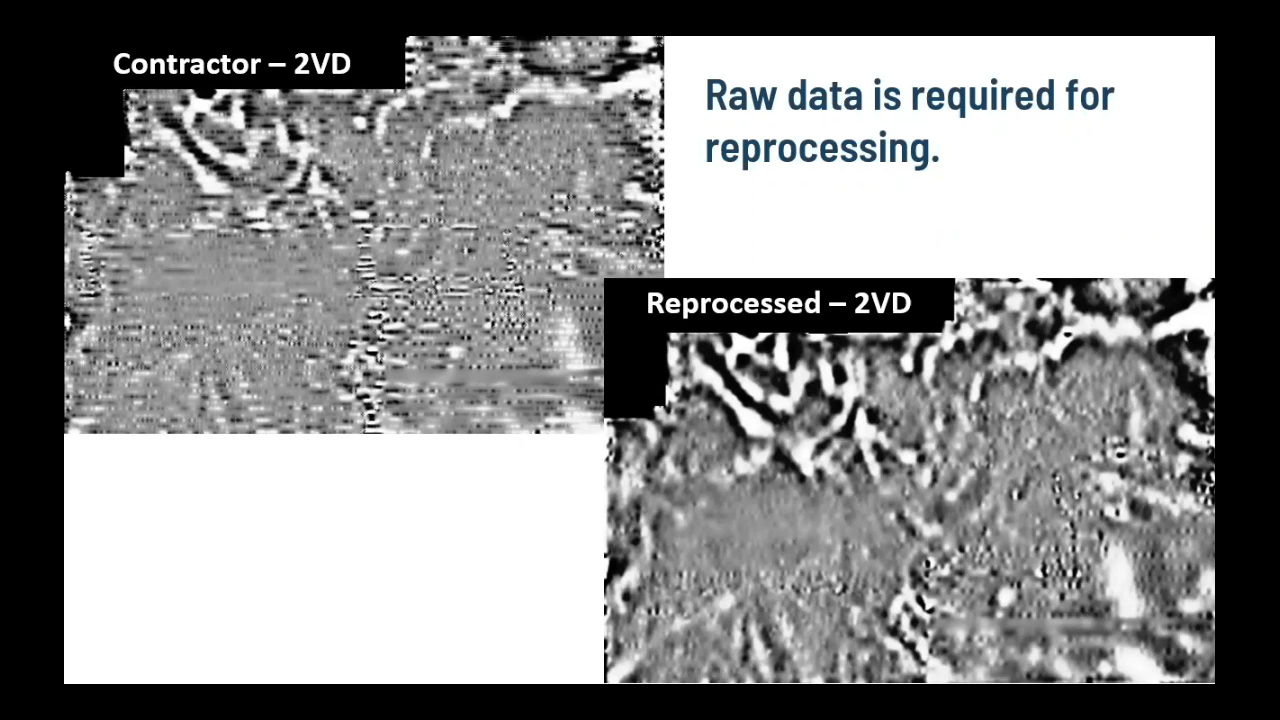 Contractor – 2VD
Raw data is required for
reprocessing.
Reprocessed – 2VD